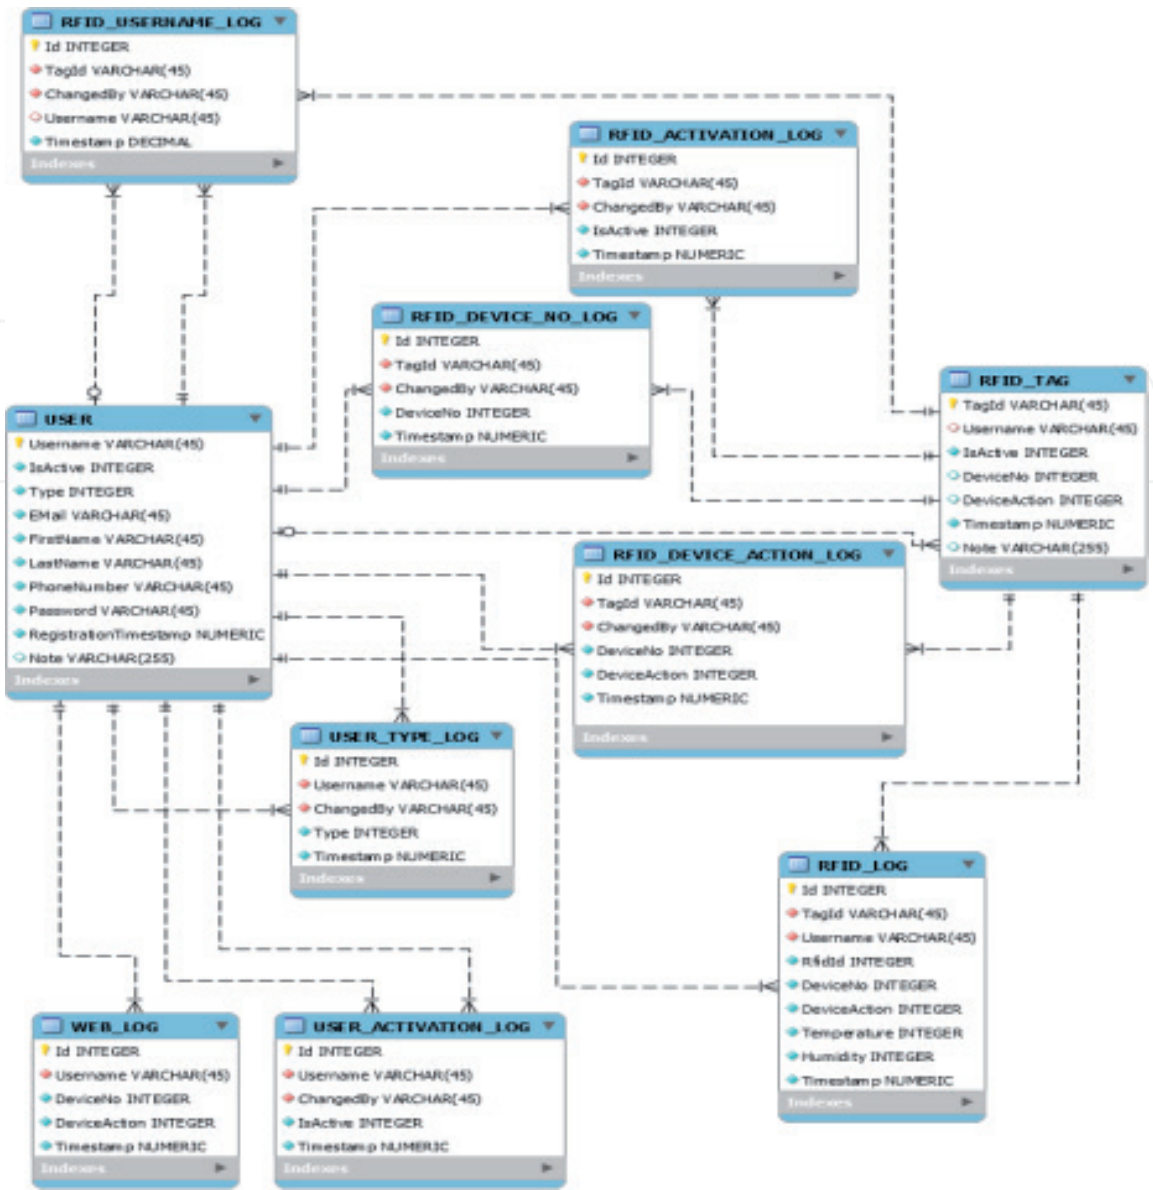 RFID_USERNAME_LOG
Id INTEGER
TagId VARCHAR(45)
ChangedBy VARCHAR(45)
Username VARCHAR(45)
Timestamp DECIMAL
Indexes
RFID_ACTIVATION_LOG
Id INTEGER
TagId VARCHAR(45)
ChangedBy VARCHAR(45)
IsActive INTEGER
Timestamp NUMERIC
Indexes
RFID_DEVICE_NO_LOG
Id INTEGER
TagId VARCHAR(45)
ChangedBy VARCHAR(45)
DeviceNo INTEGER
Timestamp NUMERIC
Indexes
RFID_TAG
TagId VARCHAR(45)
Username VARCHAR(45)
IsActive INTEGER
DeviceNo INTEGER
DeviceAction INTEGER
Timestamp NUMERIC
Note VARCHAR(255)
Indexes
USER
Username VARCHAR(45)
IsActive INTEGER
Type INTEGER
EMail VARCHAR(45)
FirstName VARCHAR(45)
LastName VARCHAR(45)
PhoneNumber VARCHAR(45)
Password VARCHAR(45)
RegistrationTimestamp NUMERIC
Note VARCHAR(255)
Indexes
RFID_DEVICE_ACTION_LOG
Id INTEGER
TagId VARCHAR(45)
ChangedBy VARCHAR(45)
DeviceNo INTEGER
DeviceAction INTEGER
Timestamp NUMERIC
Indexes
USER_TYPE_LOG
Id INTEGER
Username VARCHAR(45)
ChangedBy VARCHAR(45)
Type INTEGER
Timestamp NUMERIC
Indexes
RFID_LOG
Id INTEGER
TagId VARCHAR(45)
Username VARCHAR(45)
RfidId INTEGER
DeviceNo INTEGER
DeviceAction INTEGER
Temperature INTEGER
Humidity INTEGER
Timestamp NUMERIC
Indexes
WEB_LOG
Id INTEGER
Username VARCHAR(45)
DeviceNo INTEGER
DeviceAction INTEGER
Timestamp NUMERIC
Indexes
USER_ACTIVATION_LOG
Id INTEGER
Username VARCHAR(45)
ChangedBy VARCHAR(45)
IsActive INTEGER
Timestamp NUMERIC
Indexes